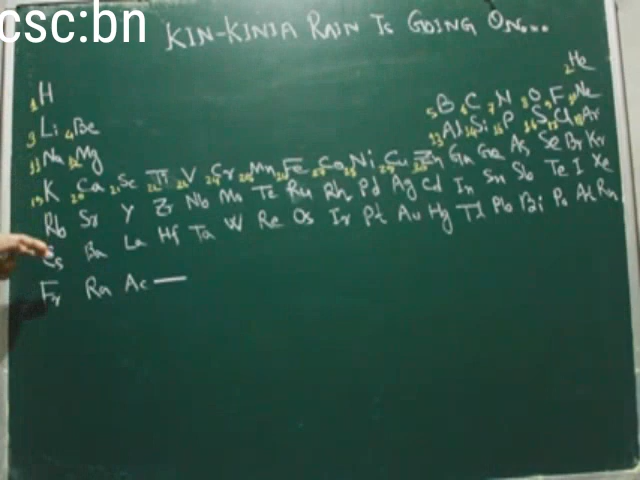 csc:bn
KIN-KINIA RAIN IS GOING ON...
1H 2He
3Li 4Be 5B 6C 7N 8O 9F 10Ne
11Na 12Mg 13Al 14Si 15P 16S 17Cl 18Ar
19K 20Ca 21Sc 22Ti 23V 24Cr 25Mn 26Fe 27Co 28Ni 29Cu 30Zn Ga Ge As Se Br Kr
Rb Sr Y Zr Nb Mo Tc Ru Rh Pd Ag Cd In Sn Sb Te I Xe
Cs Ba La Hf Ta W Re Os Ir Pt Au Hg Tl Pb Bi Po At Rn
Fr Ra Ac —